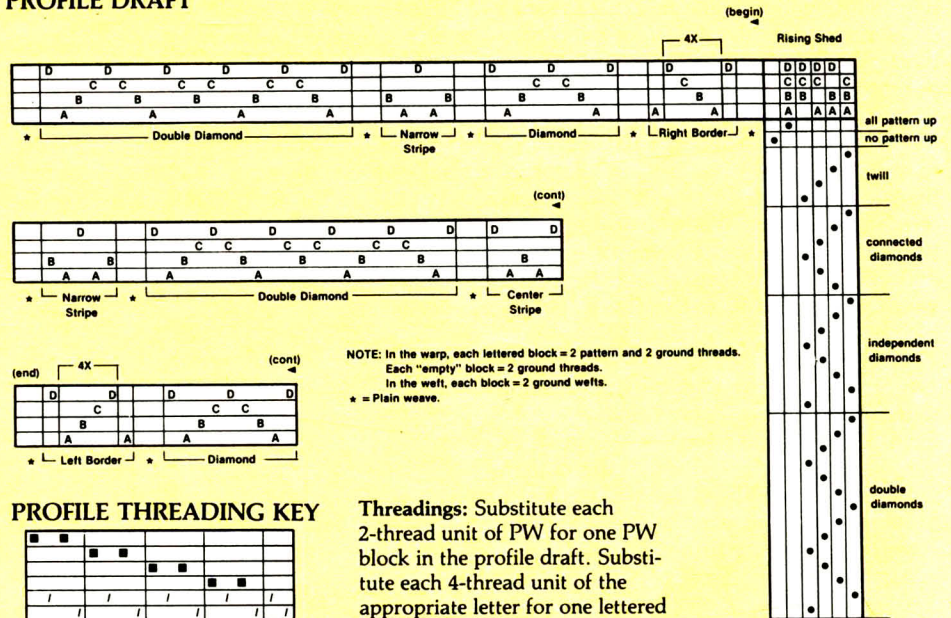 PROFILE DRAFT
(begin)
4X
Rising Shed
D D D D D D D D D D D D
C C C C C C C C C
B B B B B B B B
A A A A A A A A A A
D D D D
C C C C
B B B B
A A A A
* Double Diamond * Narrow Stripe * Diamond * Right Border *
all pattern up
no pattern up
twill
connected diamonds
independent diamonds
double diamonds
(cont)
D D D D D D D D
C C C C C C
B B B B B B B
A A A A A A A A
* Narrow Stripe * Double Diamond * Center Stripe
(cont)
(end)
4X
D D D D D
C C C
B B B
A A A A
* Left Border * Diamond
NOTE: In the warp, each lettered block = 2 pattern and 2 ground threads.
Each "empty" block = 2 ground threads.
In the weft, each block = 2 ground wefts.
* = Plain weave.
PROFILE THREADING KEY
Threadings: Substitute each
2-thread unit of PW for one PW
block in the profile draft. Substi-
tute each 4-thread unit of the
appropriate letter for one lettered